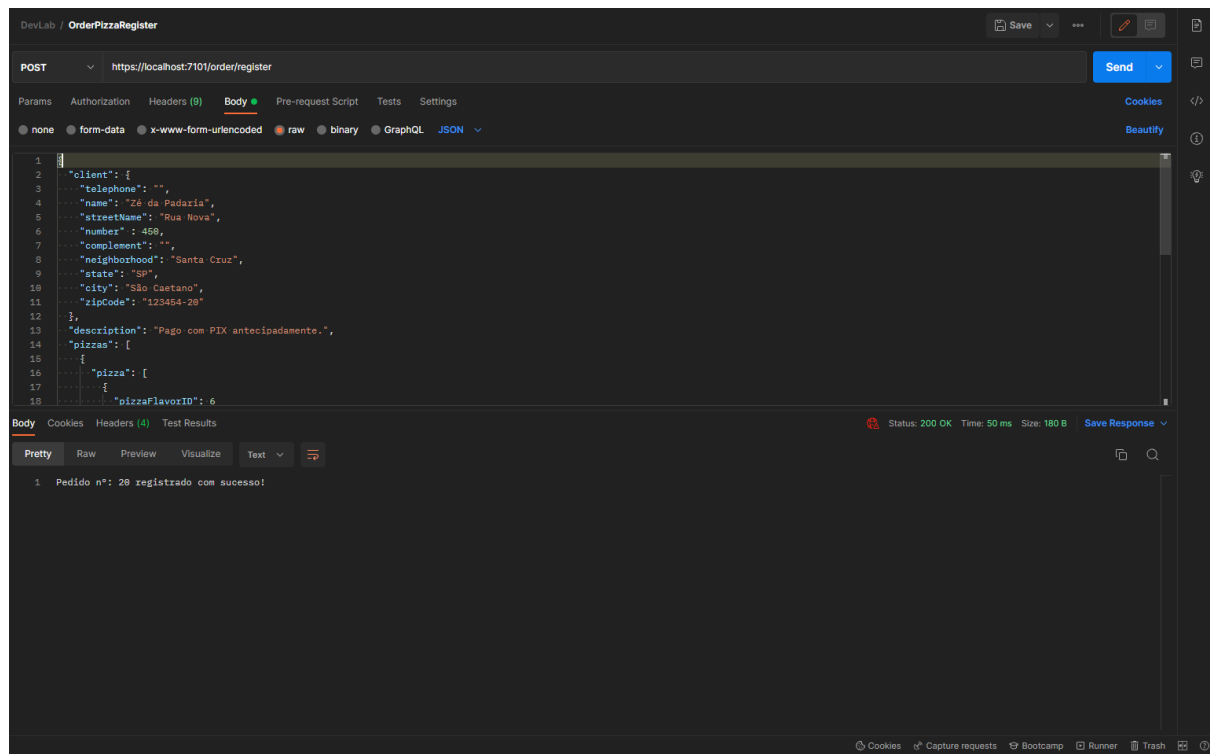 DevLab / OrderPizzaRegister Save
POST https://localhost:7101/order/register Send
Params Authorization Headers (9) Body Pre-request Script Tests Settings Cookies
none form-data x-www-form-urlencoded raw binary GraphQL JSON Beautify
1 {
2 "client": {
3 "telephone": "",
4 "name": "Zé da Padaria",
5 "streetName": "Rua Nova",
6 "number" : 450,
7 "complement": "",
8 "neighborhood": "Santa Cruz",
9 "state": "SP",
10 "city": "São Caetano",
11 "zipCode": "123454-20"
12 },
13 "description": "Pago com PIX antecipadamente.",
14 "pizzas": [
15 {
16 "pizza": [
17 {
18 "pizzaFlavorID": 6
Body Cookies Headers (4) Test Results Status: 200 OK Time: 50 ms Size: 180 B Save Response
Pretty Raw Preview Visualize Text
1 Pedido nº: 20 registrado com sucesso!
Cookies Capture requests Bootcamp Runner Trash